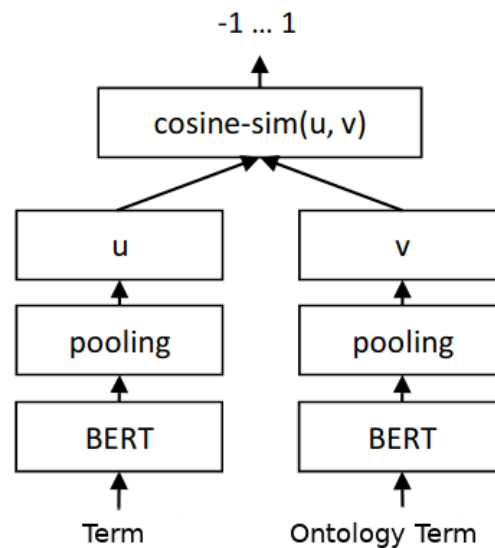 -1 ... 1
cosine-sim(u, v)
u v
pooling pooling
BERT BERT
Term Ontology Term